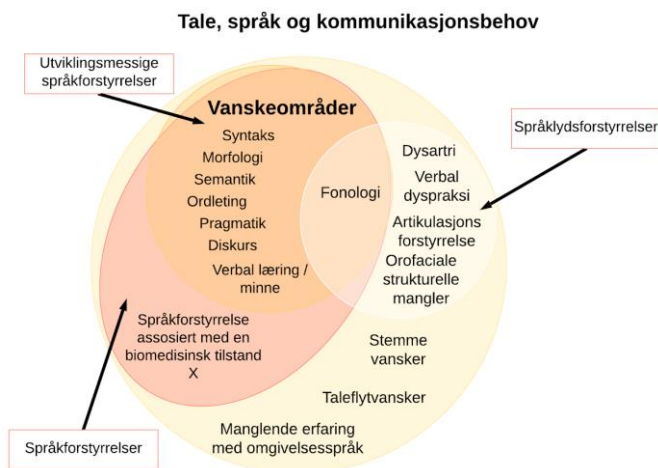 Tale, språk og kommunikasjonsbehov
Utviklingsmessige
språkforstyrrelser
Vanskeområder
Syntaks
Morfologi
Semantik
Ordleting
Pragmatik
Diskurs
Verbal læring /
minne
Fonologi
Dysartri
Verbal
dyspraksi
Artikulasjons
forstyrrelse
Orofaciale
strukturelle
mangler
Språklydsforstyrrelser
Språkforstyrrelse
assosiert med en
biomedisinsk tilstand
X
Stemme
vansker
Taleflytvansker
Manglende erfaring
med omgivelsesspråk
Språkforstyrrelser